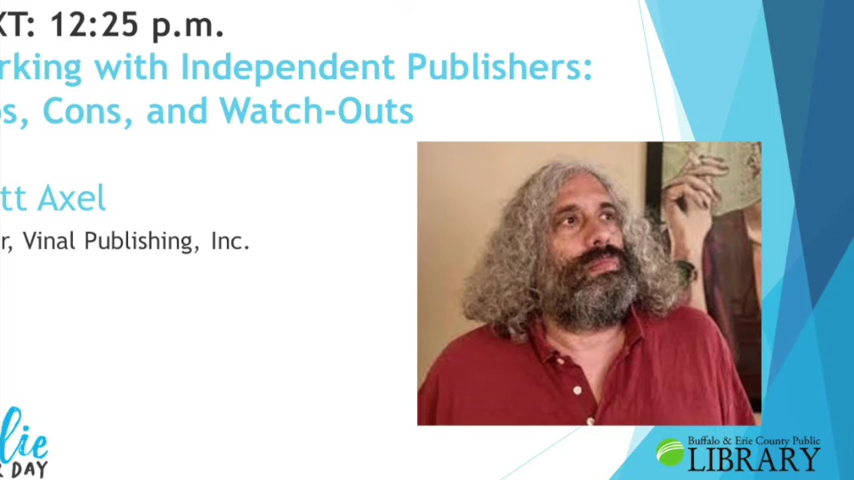 XT: 12:25 p.m.
rking with Independent Publishers:
s, Cons, and Watch-Outs
tt Axel
r, Vinal Publishing, Inc.
lie
R DAY
Buffalo & Erie County Public
LIBRARY